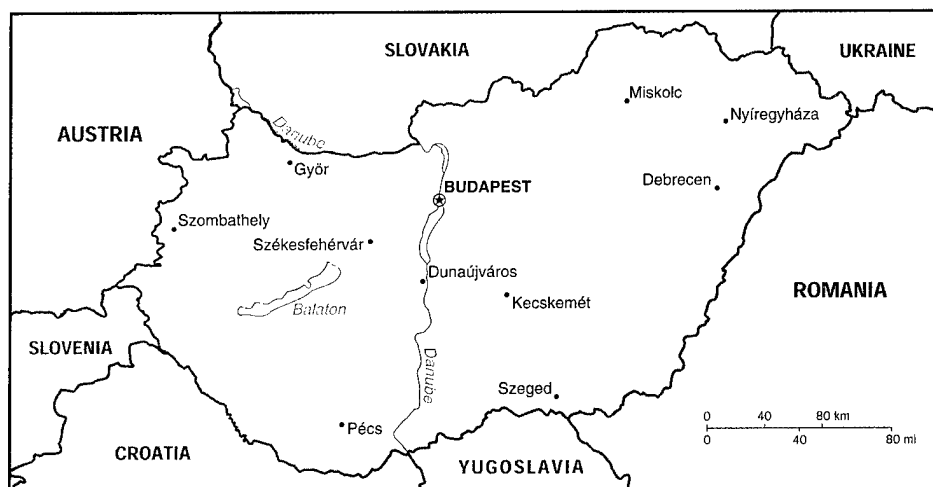 SLOVAKIA
UKRAINE
Miskolc
Nyíregyháza
AUSTRIA
Danube
Györ
Debrecen
BUDAPEST
Szombathely
Székesfehérvár
Dunaújváros
ROMANIA
Kecskemét
Balaton
SLOVENIA
Danube
Szeged
0 40 80 km
0 40 80 mi
Pécs
CROATIA
YUGOSLAVIA